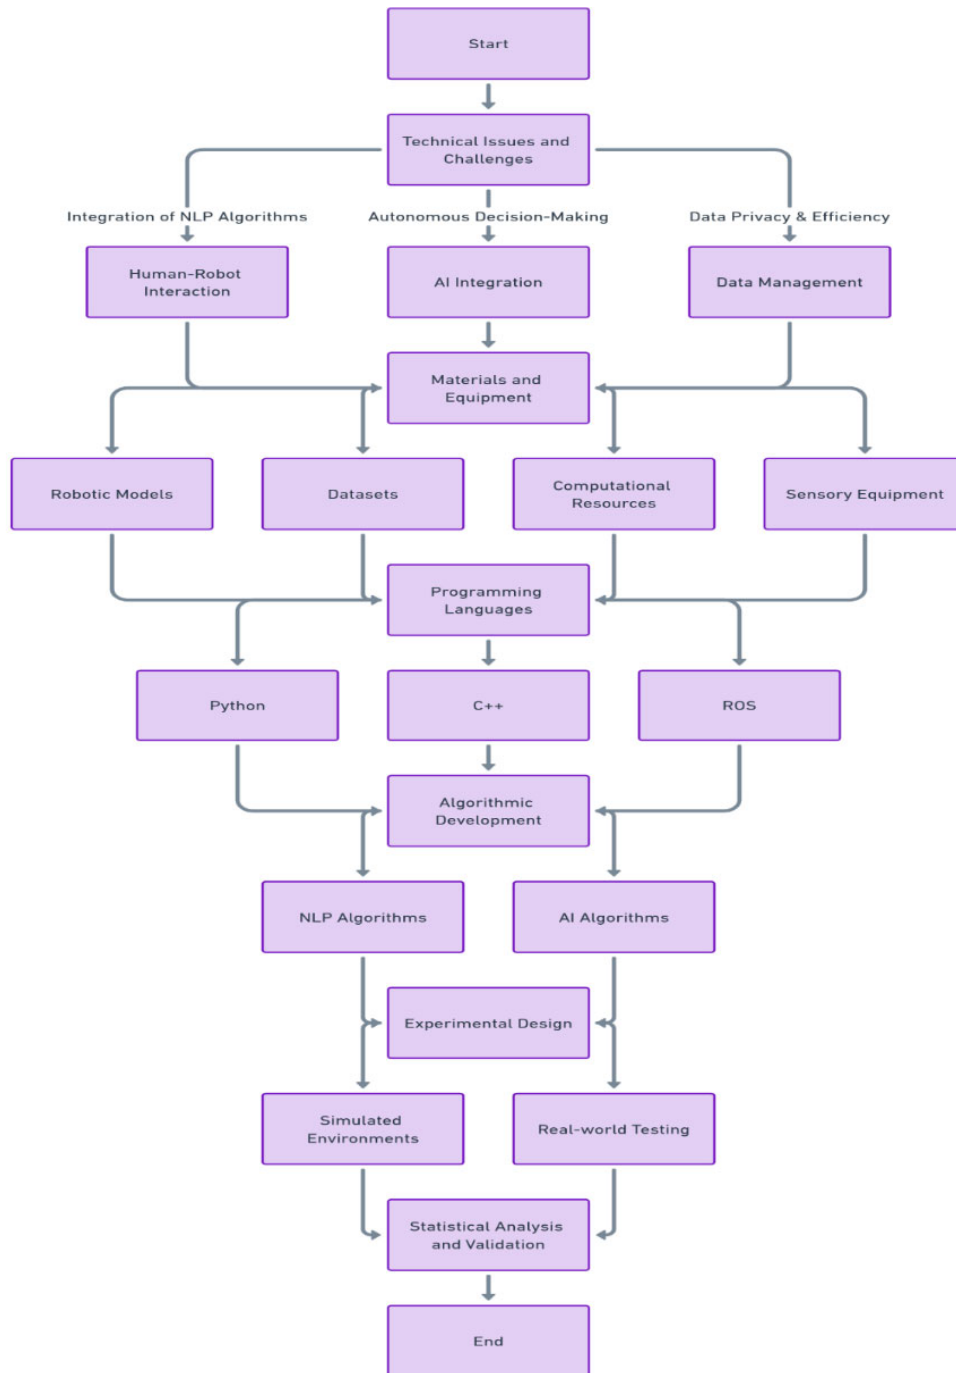 Start
Technical Issues and
Challenges
Integration of NLP Algorithms
Autonomous Decision-Making
Data Privacy & Efficiency
Human-Robot
Interaction
AI Integration
Data Management
Materials and
Equipment
Robotic Models
Datasets
Computational
Resources
Sensory Equipment
Programming
Languages
Python
C++
ROS
Algorithmic
Development
NLP Algorithms
AI Algorithms
Experimental Design
Simulated
Environments
Real-world Testing
Statistical Analysis
and Validation
End